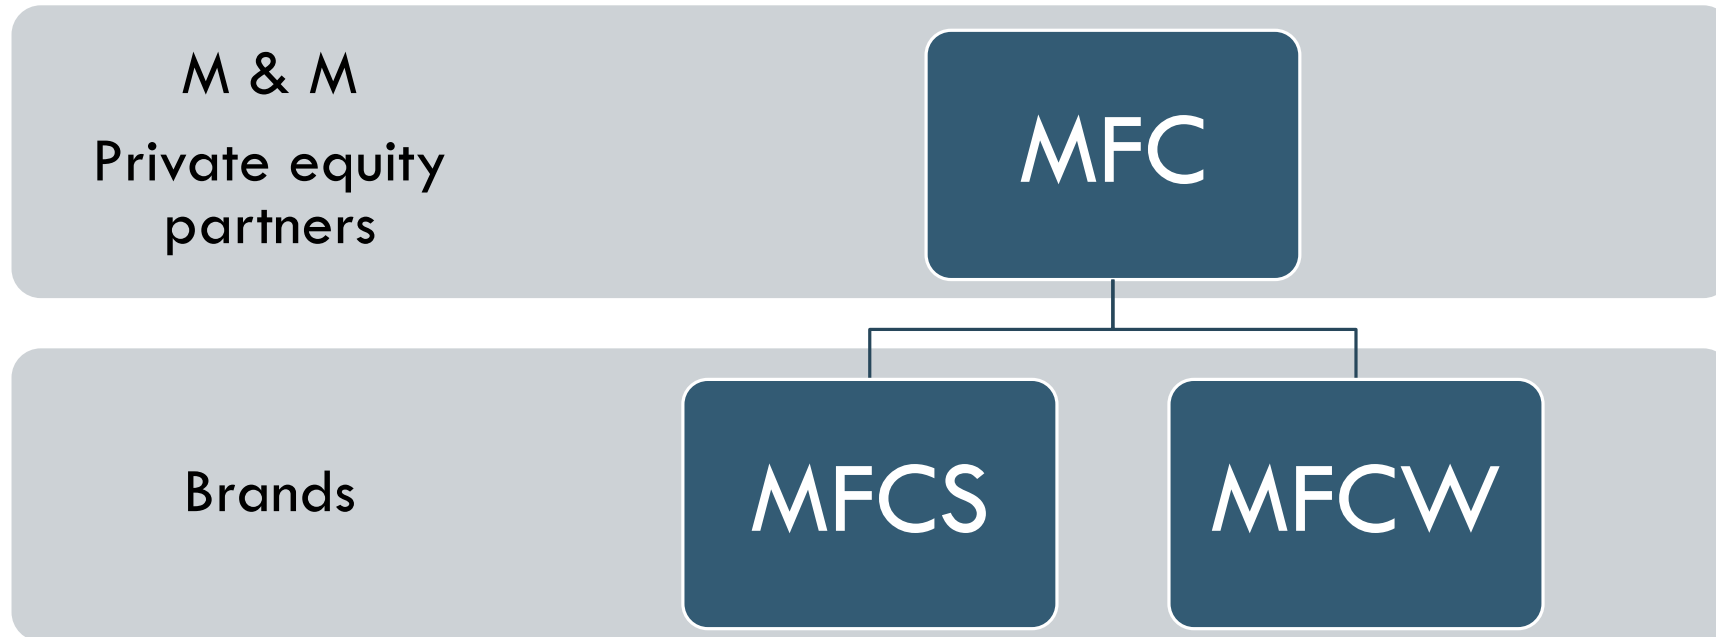 M & M
Private equity
partners
MFC
Brands
MFCS
MFCW